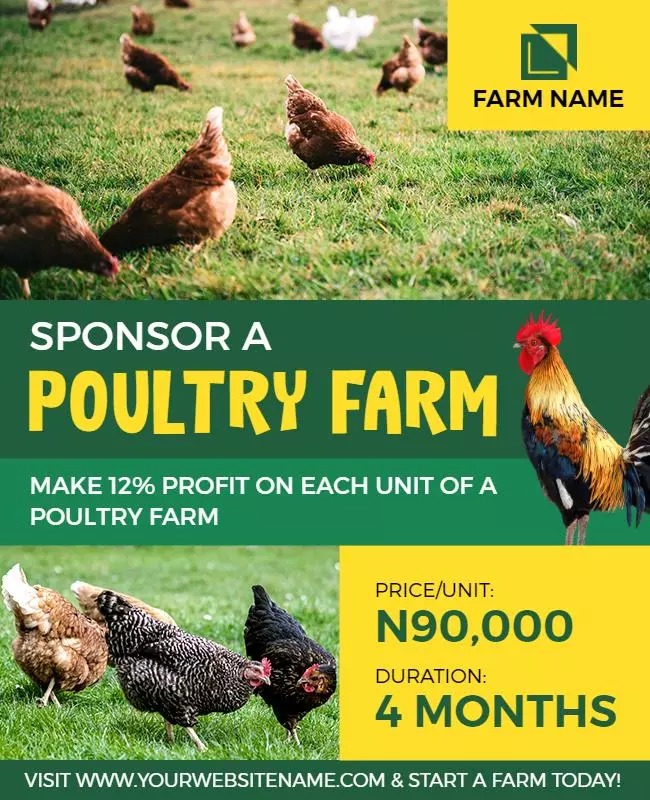 FARM NAME
SPONSOR A
POULTRY FARM
MAKE 12% PROFIT ON EACH UNIT OF A
POULTRY FARM
PRICE/UNIT:
N90,000
DURATION:
4 MONTHS
VISIT WWW.YOURWEBSITENAME.COM & START A FARM TODAY!